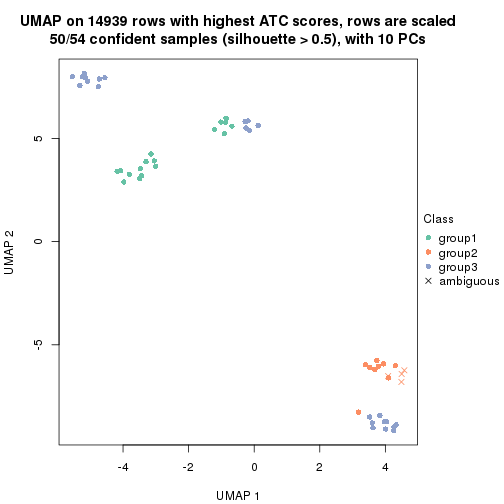 UMAP on 14939 rows with highest ATC scores, rows are scaled
50/54 confident samples (silhouette > 0.5), with 10 PCs
5
0
-5
UMAP 2
-4
-2
0
2
4
UMAP 1
Class
group1
group2
group3
ambiguous